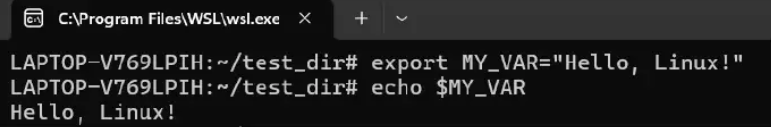 C:\Program Files\WSL\wsl.exe
LAPTOP-V769LPIH:~/test_dir# export MY_VAR="Hello, Linux!"
LAPTOP-V769LPIH:~/test_dir# echo $MY_VAR
Hello, Linux!